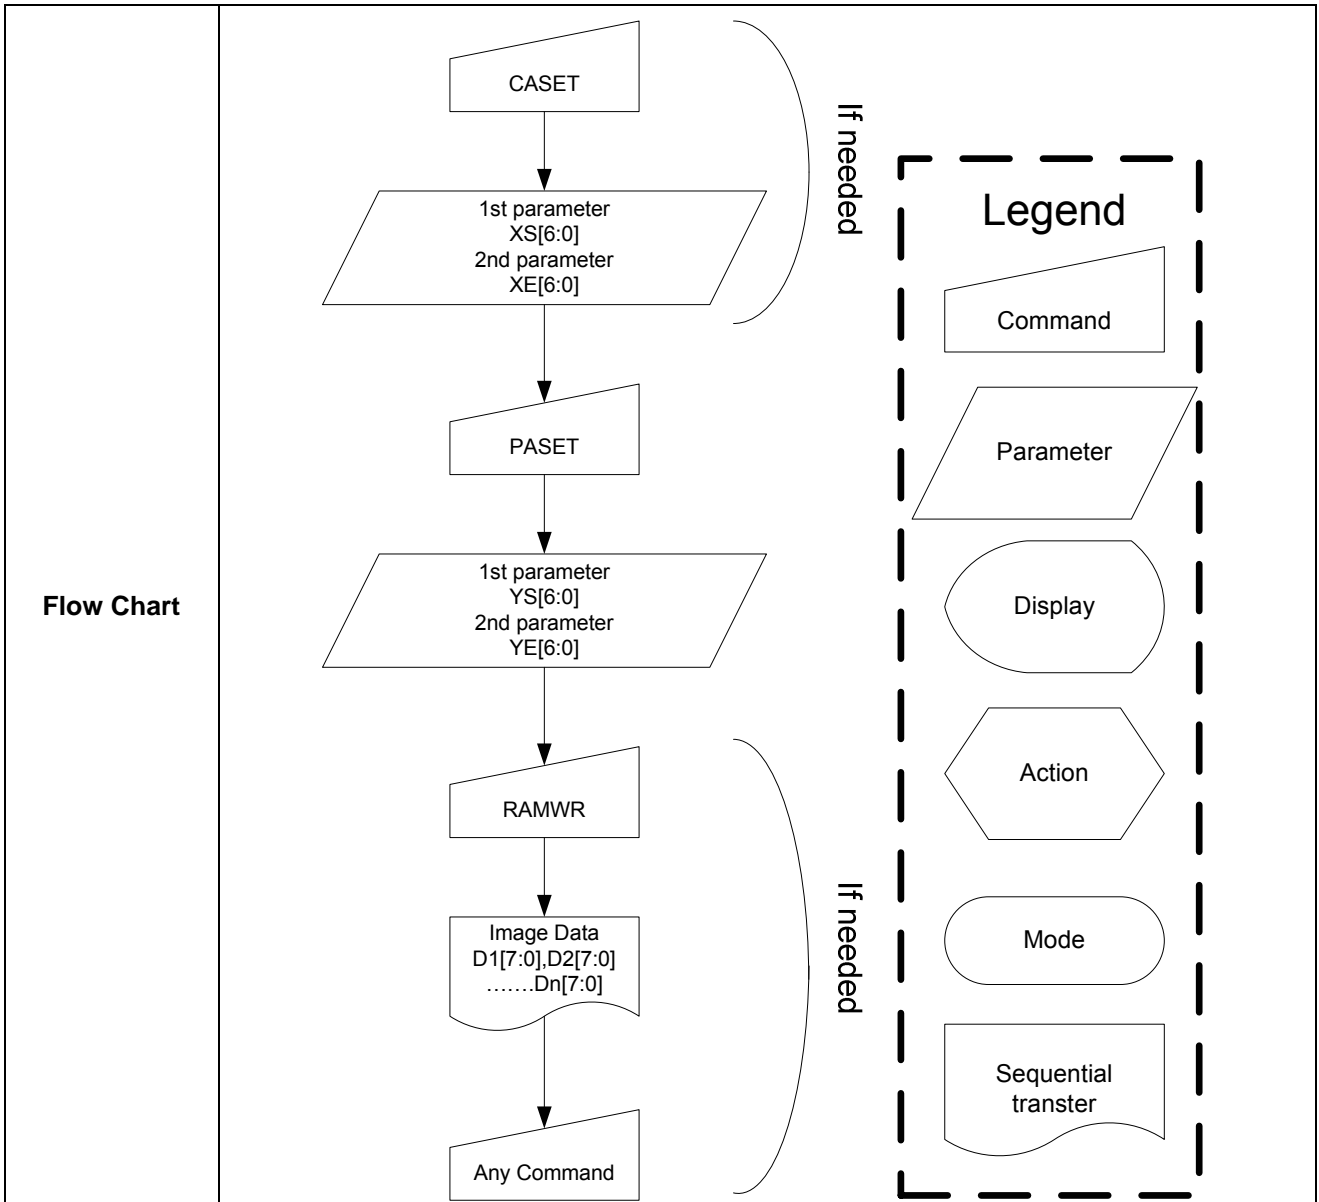 Flow Chart
CASET
1st parameter
XS[6:0]
2nd parameter
XE[6:0]
If needed
PASET
1st parameter
YS[6:0]
2nd parameter
YE[6:0]
RAMWR
Image Data
D1[7:0],D2[7:0]
…….Dn[7:0]
Any Command
If needed
Legend
Command
Parameter
Display
Action
Mode
Sequential
transter